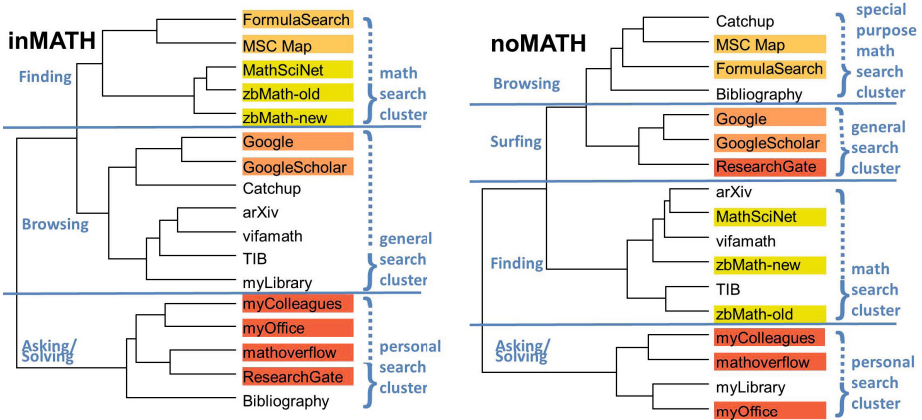 inMATH
Finding
FormulaSearch
MSC Map
MathSciNet
zbMath-old
zbMath-new
math
search
cluster
Browsing
Google
GoogleScholar
Catchup
arXiv
vifamath
TIB
myLibrary
general
search
cluster
Asking/
Solving
myColleagues
myOffice
mathoverflow
ResearchGate
Bibliography
personal
search
cluster
noMATH
Browsing
Catchup
MSC Map
FormulaSearch
Bibliography
special
purpose
math
search
cluster
Surfing
Google
GoogleScholar
ResearchGate
general
search
cluster
Finding
arXiv
MathSciNet
vifamath
zbMath-new
TIB
zbMath-old
math
search
cluster
Asking/
Solving
myColleagues
mathoverflow
myLibrary
myOffice
personal
search
cluster